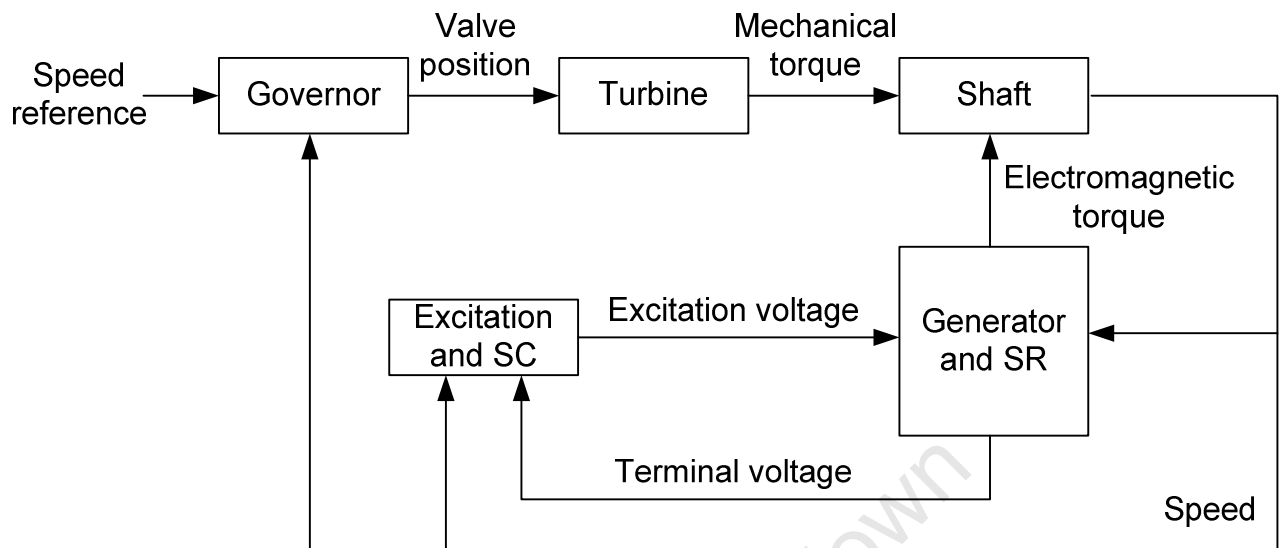 Valve
position
Mechanical
torque
Speed
reference
Governor
Turbine
Shaft
Electromagnetic
torque
Excitation
and SC
Excitation voltage
Generator
and SR
Terminal voltage
Speed